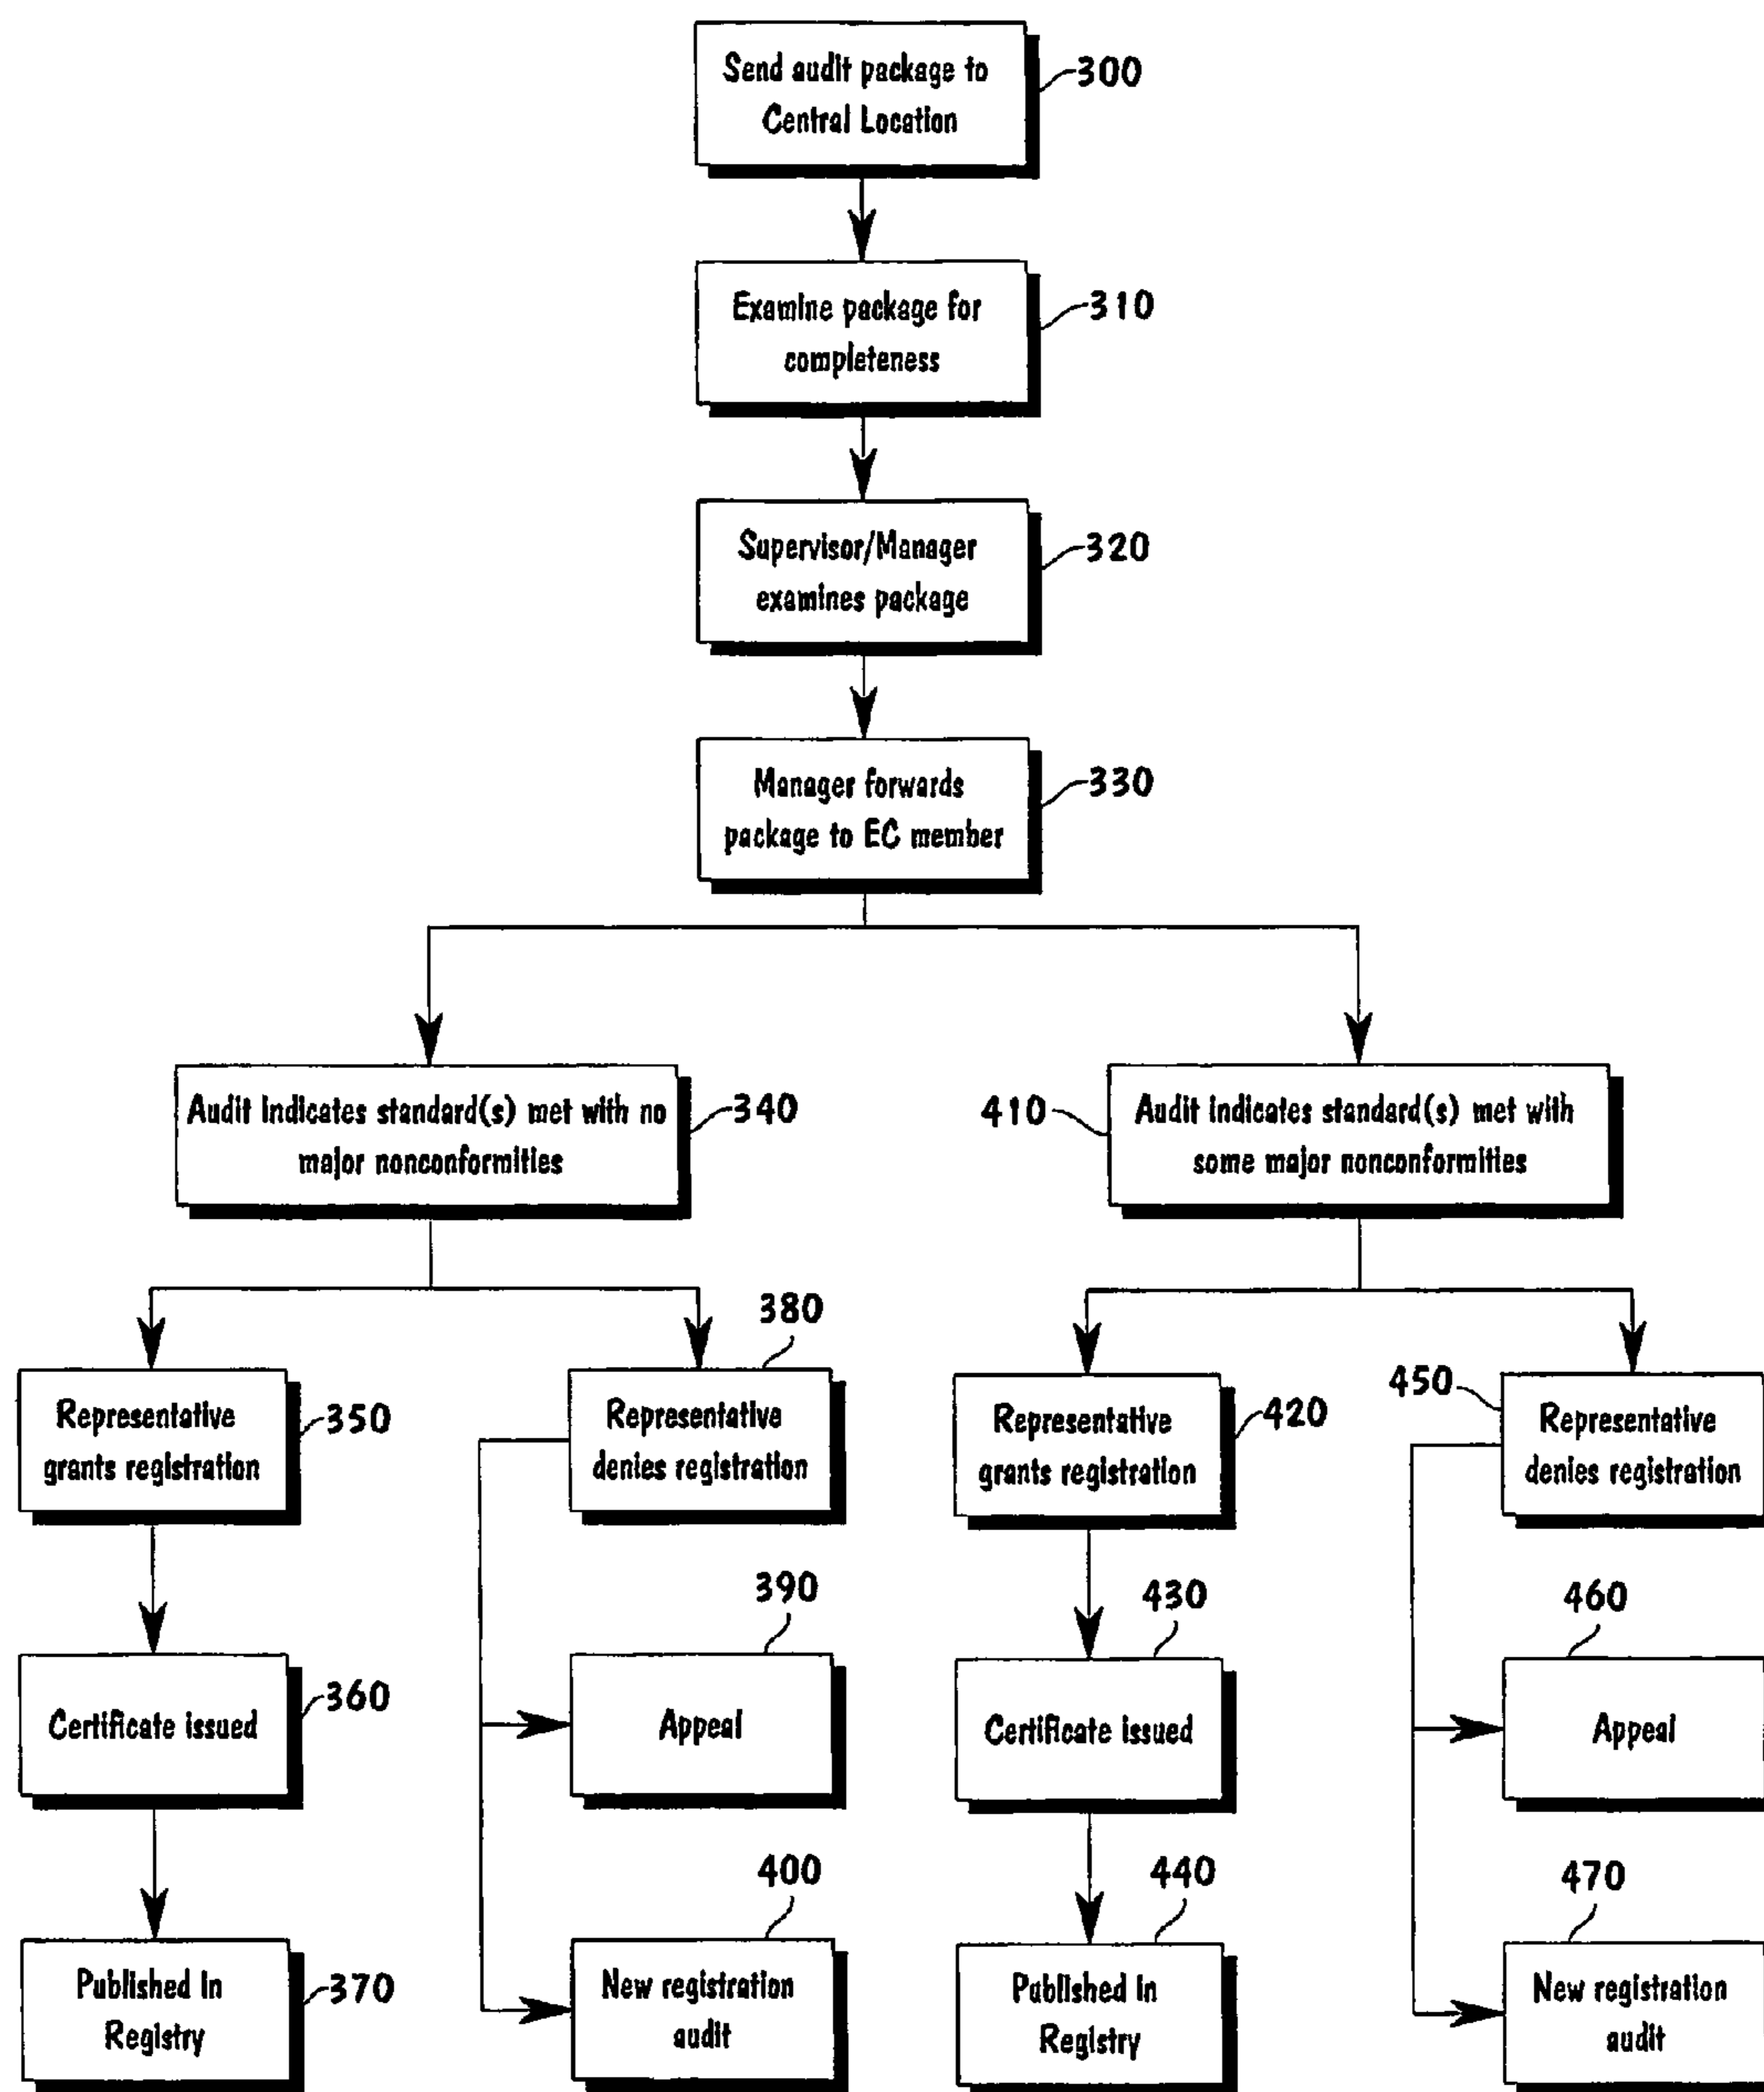 Send audit package to
Central Location
300
Examine package for
completeness
310
Supervisor/Manager
examines package
320
Manager forwards
package to EC member
330
Audit indicates standard(s) met with no
major nonconformities
340
410
Audit indicates standard(s) met with
some major nonconformities
Representative
grants registration
350
380
Representative
denies registration
Representative
grants registration
420
450
Representative
denies registration
Certificate issued
360
390
Appeal
430
Certificate issued
460
Appeal
Published in
Registry
370
400
New registration
audit
440
Published in
Registry
470
New registration
audit